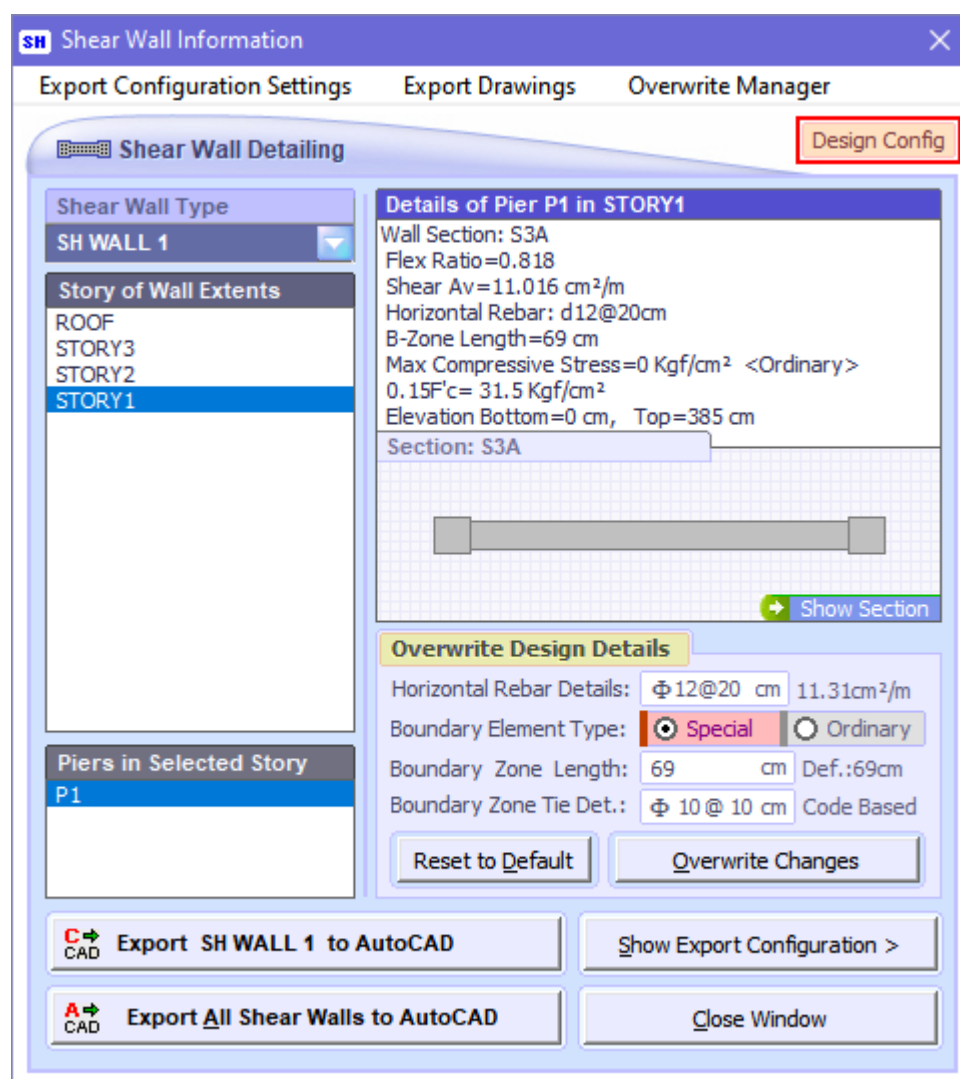 SH Shear Wall Information
Export Configuration Settings Export Drawings Overwrite Manager
Shear Wall Detailing
Design Config
Shear Wall Type
SH WALL 1
Story of Wall Extents
ROOF
STORY3
STORY2
STORY1
Piers in Selected Story
P1
Details of Pier P1 in STORY1
Wall Section: S3A
Flex Ratio=0.818
Shear Av=11.016 cm²/m
Horizontal Rebar: d12@20cm
B-Zone Length=69 cm
Max Compressive Stress=0 Kgf/cm² <Ordinary>
0.15F'c= 31.5 Kgf/cm²
Elevation Bottom=0 cm, Top=385 cm
Section: S3A
Show Section
Overwrite Design Details
Horizontal Rebar Details: Φ12@20 cm 11.31cm²/m
Boundary Element Type: Special Ordinary
Boundary Zone Length: 69 cm Def.:69cm
Boundary Zone Tie Det.: Φ 10 @ 10 cm Code Based
Reset to Default Overwrite Changes
C CAD Export SH WALL 1 to AutoCAD
Show Export Configuration >
A CAD Export All Shear Walls to AutoCAD
Close Window